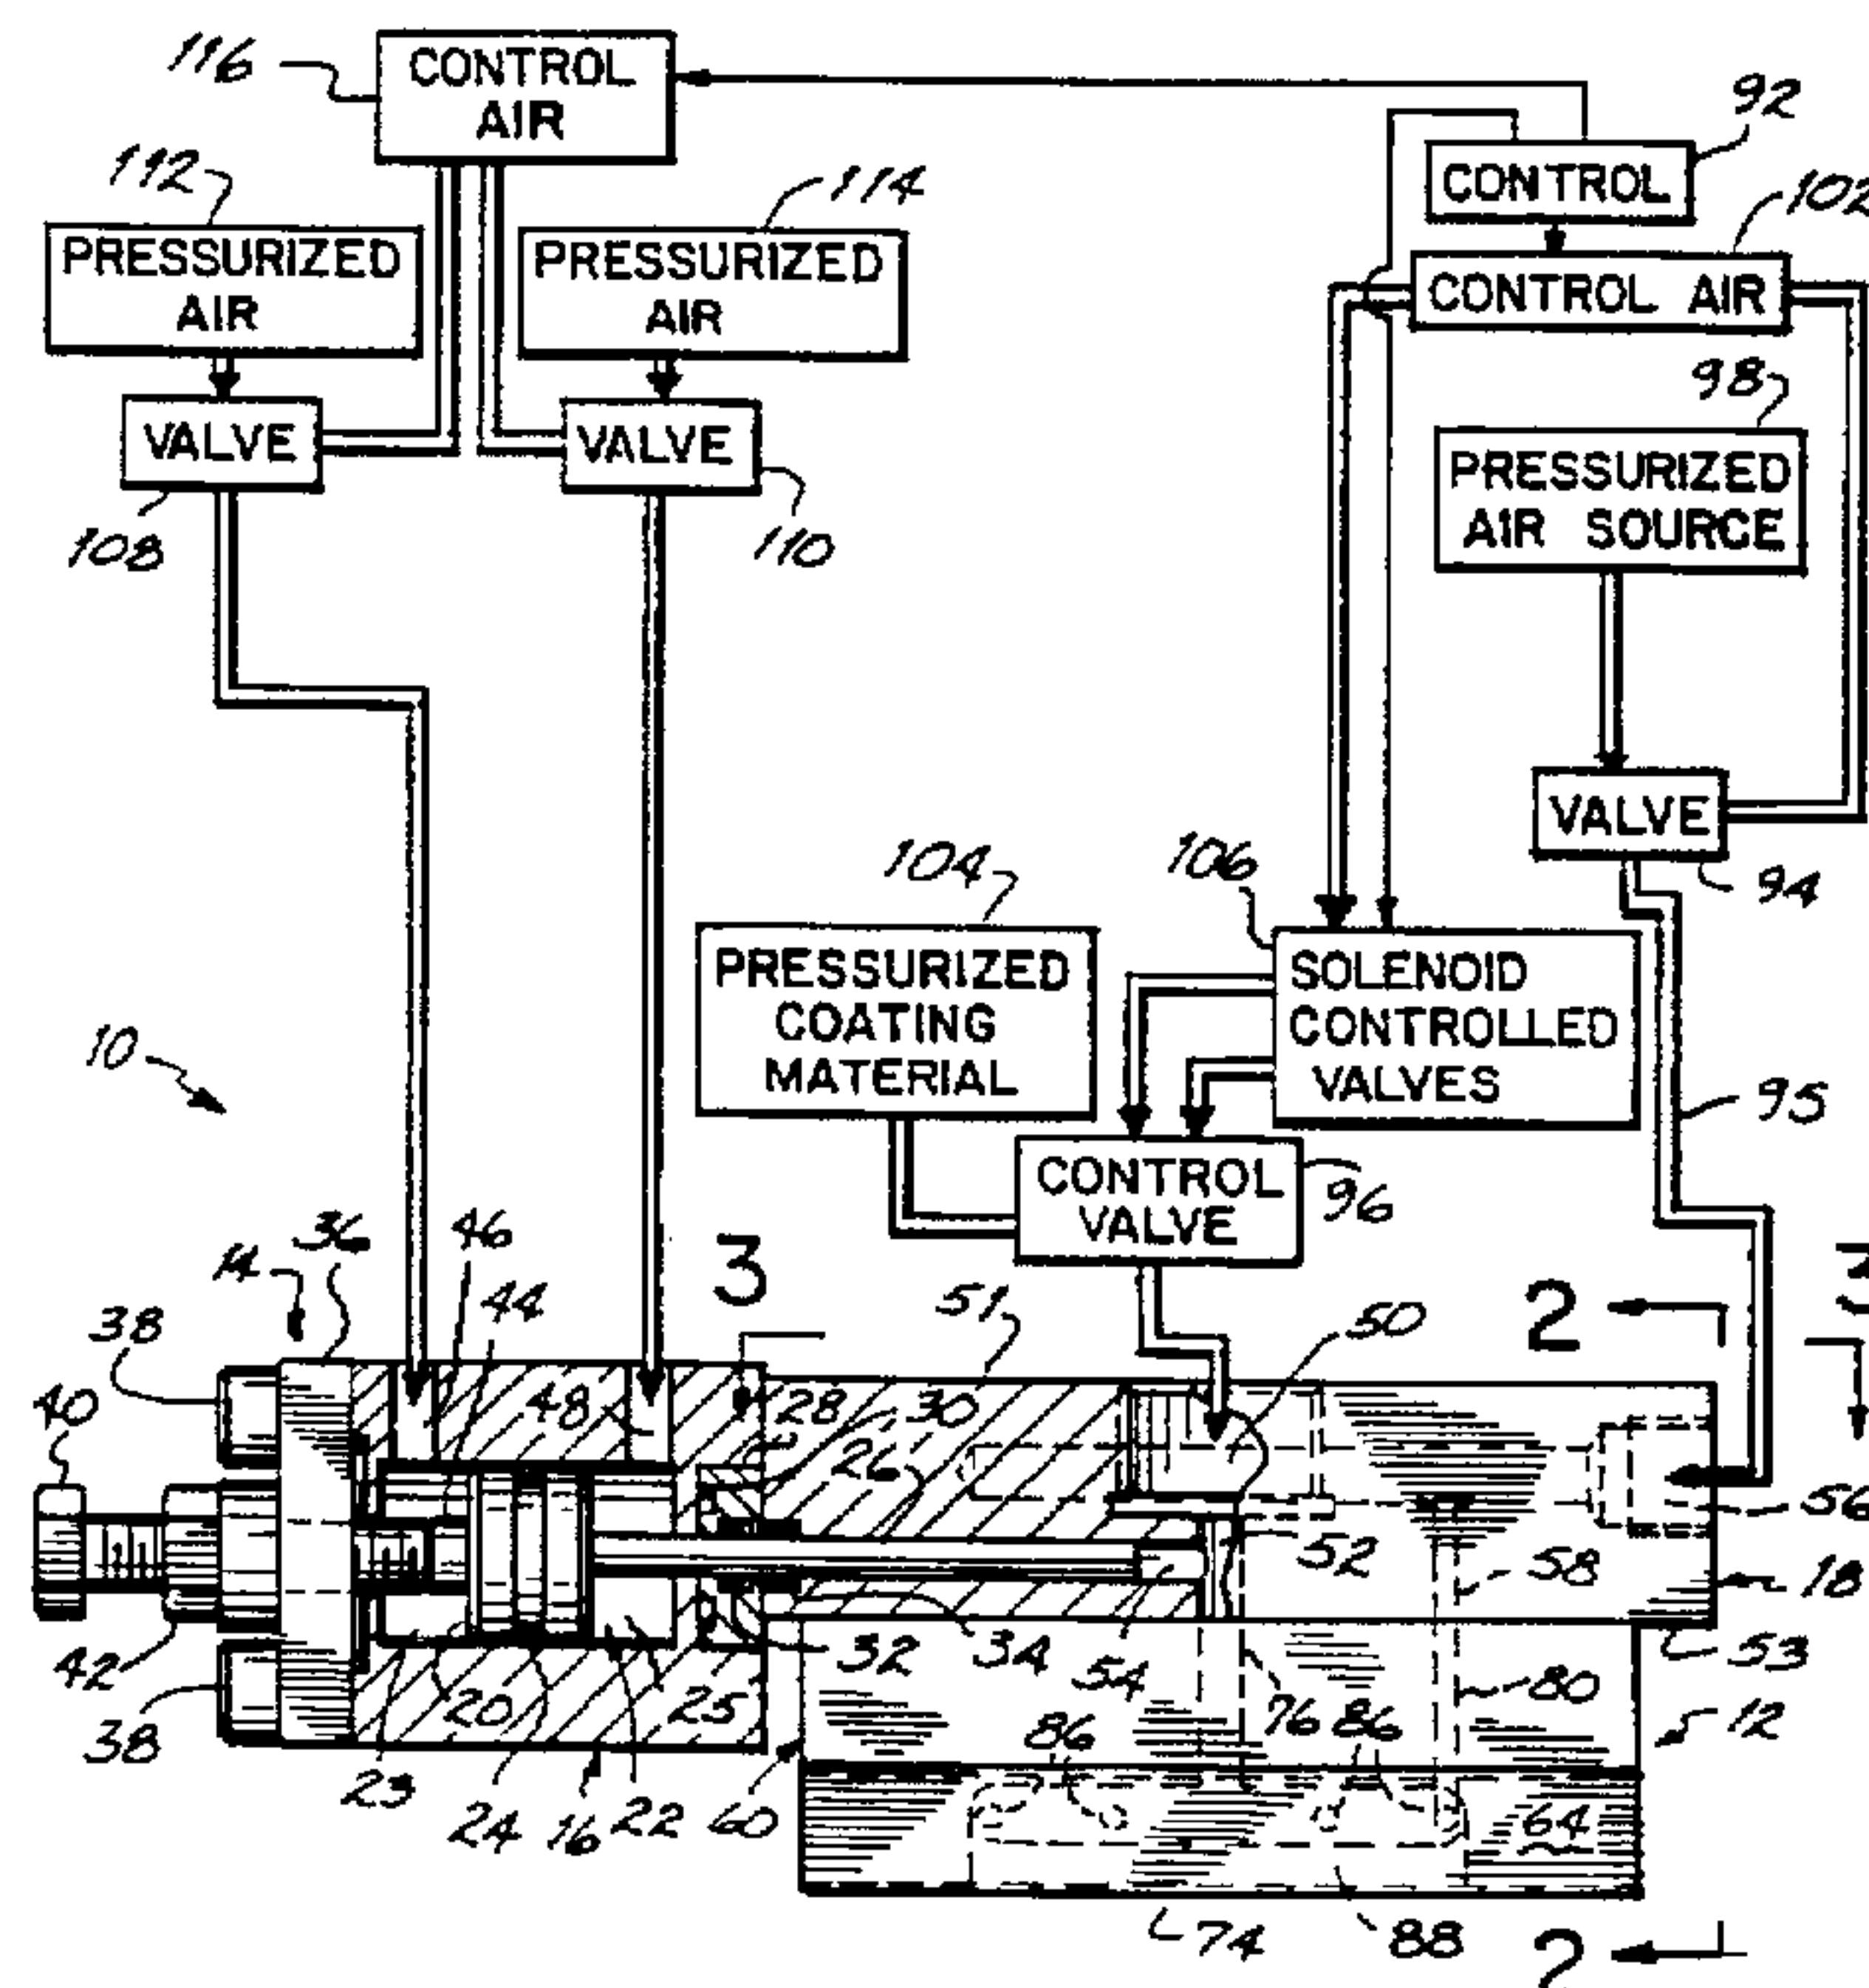 116
CONTROL
AIR
92
CONTROL
112
114
102
PRESSURIZED
AIR
PRESSURIZED
AIR
CONTROL AIR
98
VALVE
VALVE
PRESSURIZED
AIR SOURCE
108
110
VALVE
94
104
106
PRESSURIZED
COATING
MATERIAL
SOLENOID
CONTROLLED
VALVES
10
95
CONTROL
VALVE
96
14
36
46
3
44
51
2
50
38
40
48
28
30
26
56
52
58
18
42
20
25
32
34
54
53
38
76
86
86
80
12
23
24
16
22
60
64
74
88
2